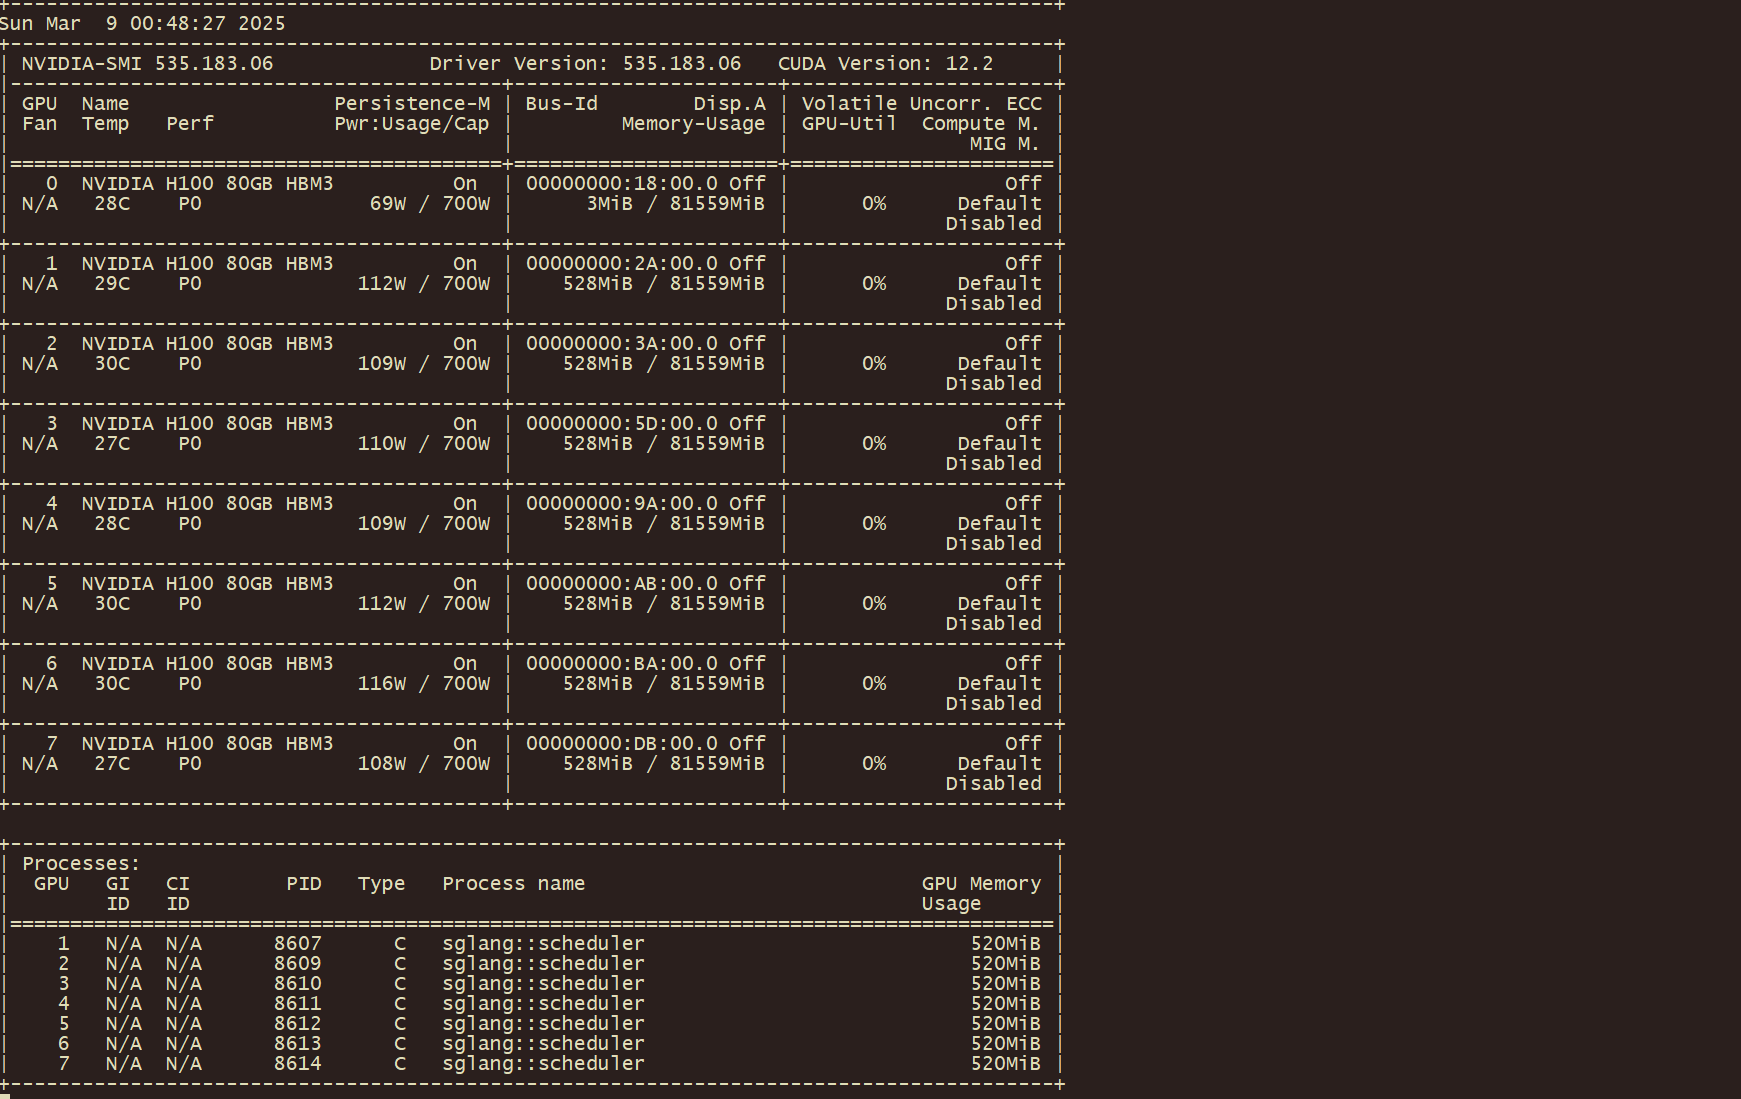 +---------------------------------------------------------------------------------------+
Sun Mar  9 00:48:27 2025
+---------------------------------------------------------------------------------------+
| NVIDIA-SMI 535.183.06             Driver Version: 535.183.06   CUDA Version: 12.2     |
|-----------------------------------------+----------------------+----------------------+
| GPU  Name                 Persistence-M | Bus-Id        Disp.A | Volatile Uncorr. ECC |
| Fan  Temp   Perf          Pwr:Usage/Cap |         Memory-Usage | GPU-Util  Compute M. |
|                                         |                      |               MIG M. |
|=========================================+======================+======================|
|   0  NVIDIA H100 80GB HBM3          On  | 00000000:18:00.0 Off |                  Off |
| N/A   28C    P0              69W / 700W |      3MiB / 81559MiB |      0%      Default |
|                                         |                      |             Disabled |
+-----------------------------------------+----------------------+----------------------+
|   1  NVIDIA H100 80GB HBM3          On  | 00000000:2A:00.0 Off |                  Off |
| N/A   29C    P0             112W / 700W |    528MiB / 81559MiB |      0%      Default |
|                                         |                      |             Disabled |
+-----------------------------------------+----------------------+----------------------+
|   2  NVIDIA H100 80GB HBM3          On  | 00000000:3A:00.0 Off |                  Off |
| N/A   30C    P0             109W / 700W |    528MiB / 81559MiB |      0%      Default |
|                                         |                      |             Disabled |
+-----------------------------------------+----------------------+----------------------+
|   3  NVIDIA H100 80GB HBM3          On  | 00000000:5D:00.0 Off |                  Off |
| N/A   27C    P0             110W / 700W |    528MiB / 81559MiB |      0%      Default |
|                                         |                      |             Disabled |
+-----------------------------------------+----------------------+----------------------+
|   4  NVIDIA H100 80GB HBM3          On  | 00000000:9A:00.0 Off |                  Off |
| N/A   28C    P0             109W / 700W |    528MiB / 81559MiB |      0%      Default |
|                                         |                      |             Disabled |
+-----------------------------------------+----------------------+----------------------+
|   5  NVIDIA H100 80GB HBM3          On  | 00000000:AB:00.0 Off |                  Off |
| N/A   30C    P0             112W / 700W |    528MiB / 81559MiB |      0%      Default |
|                                         |                      |             Disabled |
+-----------------------------------------+----------------------+----------------------+
|   6  NVIDIA H100 80GB HBM3          On  | 00000000:BA:00.0 Off |                  Off |
| N/A   30C    P0             116W / 700W |    528MiB / 81559MiB |      0%      Default |
|                                         |                      |             Disabled |
+-----------------------------------------+----------------------+----------------------+
|   7  NVIDIA H100 80GB HBM3          On  | 00000000:DB:00.0 Off |                  Off |
| N/A   27C    P0             108W / 700W |    528MiB / 81559MiB |      0%      Default |
|                                         |                      |             Disabled |
+-----------------------------------------+----------------------+----------------------+

+---------------------------------------------------------------------------------------+
| Processes:                                                                            |
|  GPU   GI   CI        PID   Type   Process name                            GPU Memory |
|        ID   ID                                                             Usage      |
|=======================================================================================|
|    1   N/A  N/A      8607      C   sglang::scheduler                           520MiB |
|    2   N/A  N/A      8609      C   sglang::scheduler                           520MiB |
|    3   N/A  N/A      8610      C   sglang::scheduler                           520MiB |
|    4   N/A  N/A      8611      C   sglang::scheduler                           520MiB |
|    5   N/A  N/A      8612      C   sglang::scheduler                           520MiB |
|    6   N/A  N/A      8613      C   sglang::scheduler                           520MiB |
|    7   N/A  N/A      8614      C   sglang::scheduler                           520MiB |
+---------------------------------------------------------------------------------------+